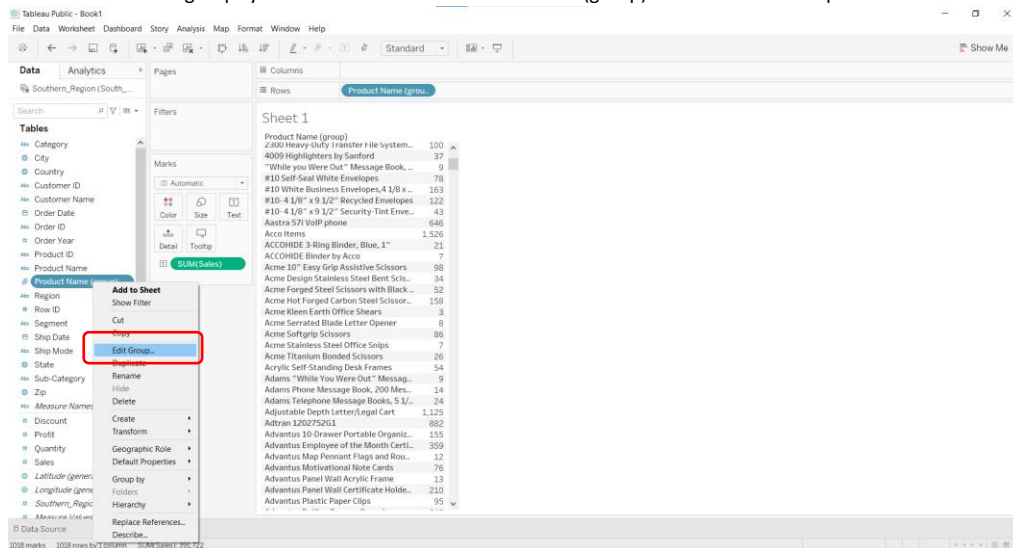 Tableau Public - Book1
File Data Worksheet Dashboard Story Analysis Map Format Window Help
Standard
Show Me
Data Analytics
Pages
Columns
Southern_Region (South_...
Rows
Product Name (grou..
Search
Filters
Sheet 1
Tables
Product Name (group)
Category
City
Country
Customer ID
Customer Name
Order Date
Order ID
Order Year
Product ID
Product Name
Product Name
Region
Row ID
Segment
Ship Date
Ship Mode
State
Sub-Category
Zip
Measure Names
Discount
Profit
Quantity
Sales
Latitude (gener
Longitude (gene
Southern_Regic
Measure Values
Marks
Automatic
Color Size Text
Detail Tooltip
SUM(Sales)
Add to Sheet
Show Filter
Cut
Copy
Edit Group...
Duplicate
Rename
Hide
Delete
Create
Transform
Geographic Role
Default Properties
Group by
Folders
Hierarchy
Replace References...
Describe...
2300 Heavy-Duty Transfer File System.. 100
4009 Highlighters by Sanford 37
"While you Were Out" Message Book, .. 9
#10 Self-Seal White Envelopes 78
#10 White Business Envelopes,4 1/8 x .. 163
#10- 4 1/8" x 9 1/2" Recycled Envelopes 122
#10- 4 1/8" x 9 1/2" Security-Tint Enve.. 43
Aastra 57i VoIP phone 646
Acco Items 1,526
ACCOHIDE 3-Ring Binder, Blue, 1" 21
ACCOHIDE Binder by Acco 7
Acme 10" Easy Grip Assistive Scissors 98
Acme Design Stainless Steel Bent Scis.. 34
Acme Forged Steel Scissors with Black .. 52
Acme Hot Forged Carbon Steel Scissor.. 158
Acme Kleen Earth Office Shears 3
Acme Serrated Blade Letter Opener 8
Acme Softgrip Scissors 86
Acme Stainless Steel Office Snips 7
Acme Titanium Bonded Scissors 26
Acrylic Self-Standing Desk Frames 54
Adams "While You Were Out" Messag.. 9
Adams Phone Message Book, 200 Mes.. 14
Adams Telephone Message Books, 5 1/.. 24
Adjustable Depth Letter/Legal Cart 1,125
Adtran 1202752G1 882
Advantus 10-Drawer Portable Organiz.. 155
Advantus Employee of the Month Certi.. 359
Advantus Map Pennant Flags and Rou.. 12
Advantus Motivational Note Cards 76
Advantus Panel Wall Acrylic Frame 13
Advantus Panel Wall Certificate Holde.. 210
Advantus Plastic Paper Clips 95
Data Source
1018 marks 1018 rows by 1 column SUM(Sales): 391,722